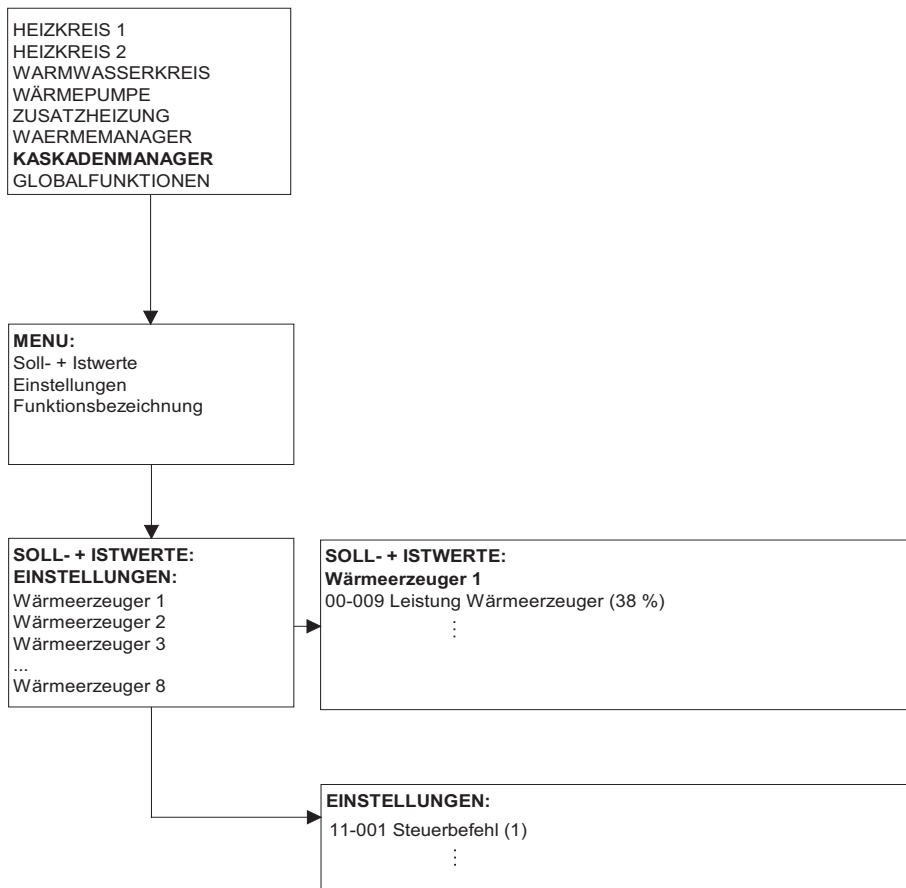 HEIZKREIS 1
HEIZKREIS 2
WARMWASSERKREIS
WÄRMEPUMPE
ZUSATZHEIZUNG
WAERMEMANAGER
KASKADENMANAGER
GLOBALFUNKTIONEN
MENU:
Soll- + Istwerte
Einstellungen
Funktionsbezeichnung
SOLL- + ISTWERTE:
EINSTELLUNGEN:
Wärmeerzeuger 1
Wärmeerzeuger 2
Wärmeerzeuger 3
...
Wärmeerzeuger 8
SOLL- + ISTWERTE:
Wärmeerzeuger 1
00-009 Leistung Wärmeerzeuger (38 %)
⋮
EINSTELLUNGEN:
11-001 Steuerbefehl (1)
⋮